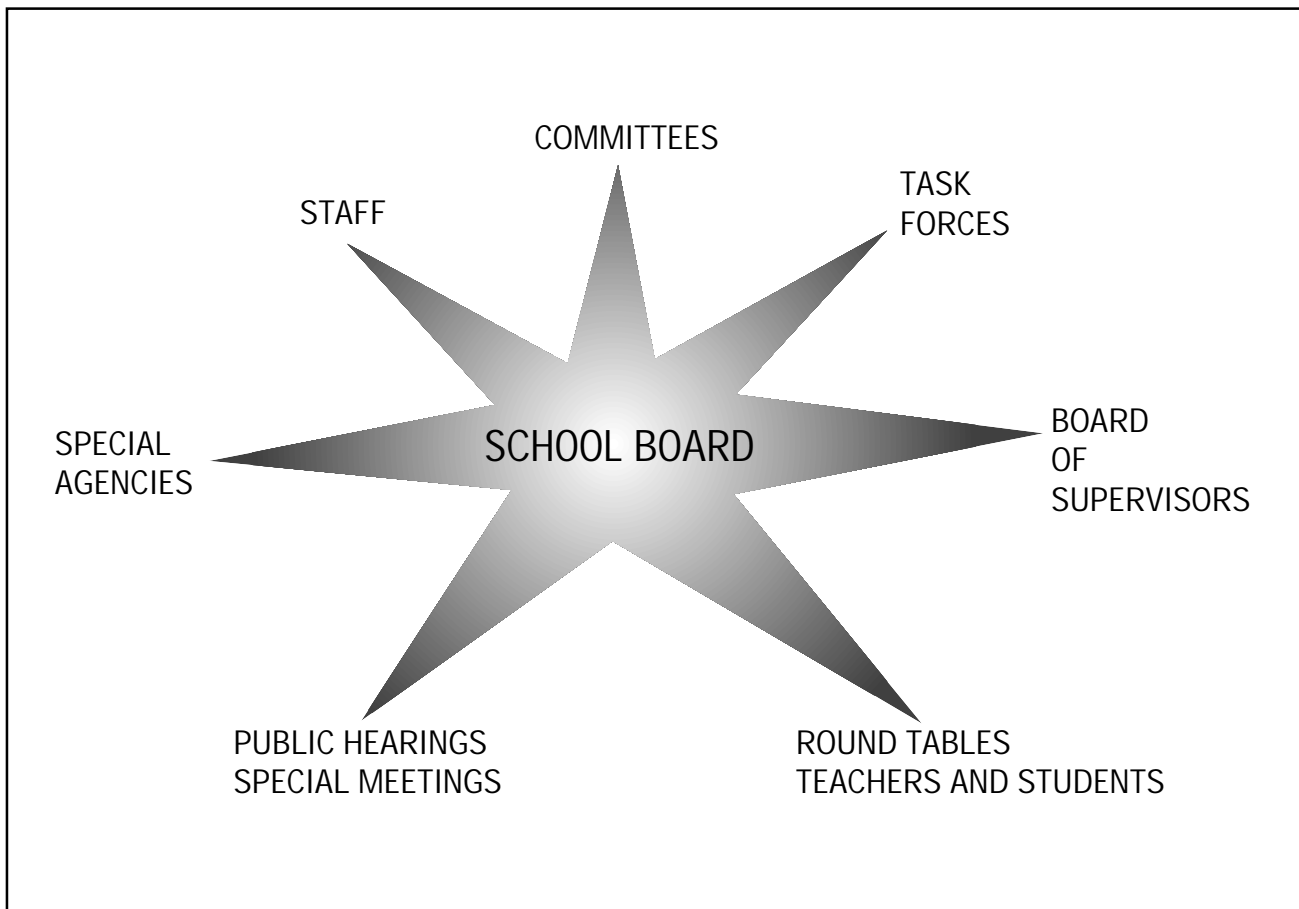 COMMITTEES
TASK
FORCES
STAFF
SCHOOL BOARD
BOARD
OF
SUPERVISORS
SPECIAL
AGENCIES
PUBLIC HEARINGS
SPECIAL MEETINGS
ROUND TABLES
TEACHERS AND STUDENTS